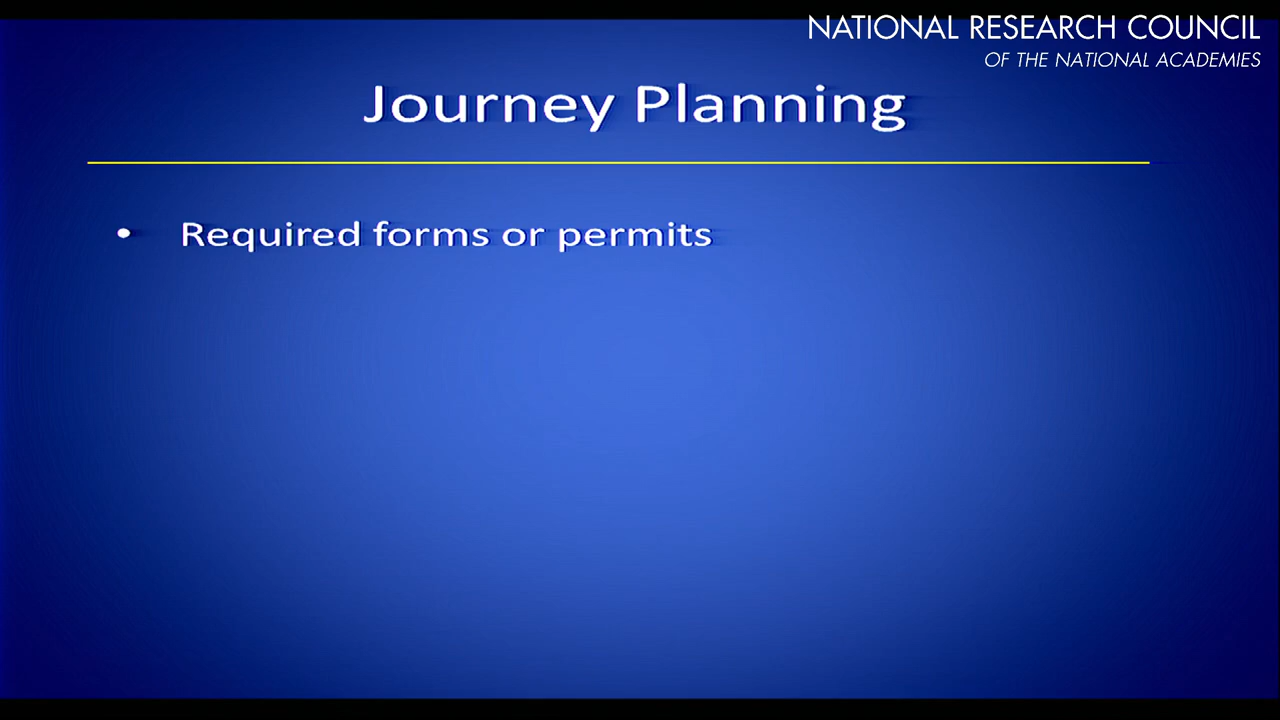 NATIONAL RESEARCH COUNCIL
OF THE NATIONAL ACADEMIES
Journey Planning
• Required forms or permits